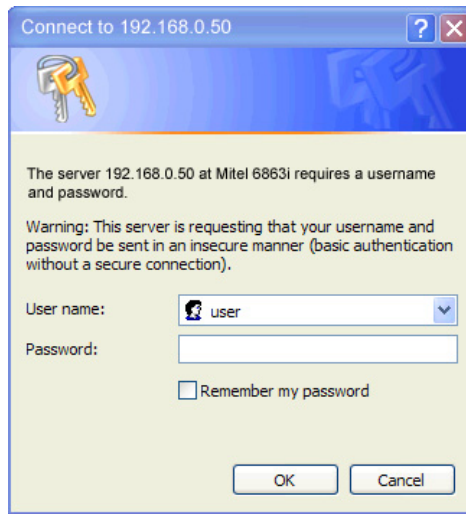 Connect to 192.168.0.50
?
The server 192.168.0.50 at Mitel 6863i requires a username
and password.
Warning: This server is requesting that your username and
password be sent in an insecure manner (basic authentication
without a secure connection).
User name:
user
Password:
Remember my password
OK
Cancel